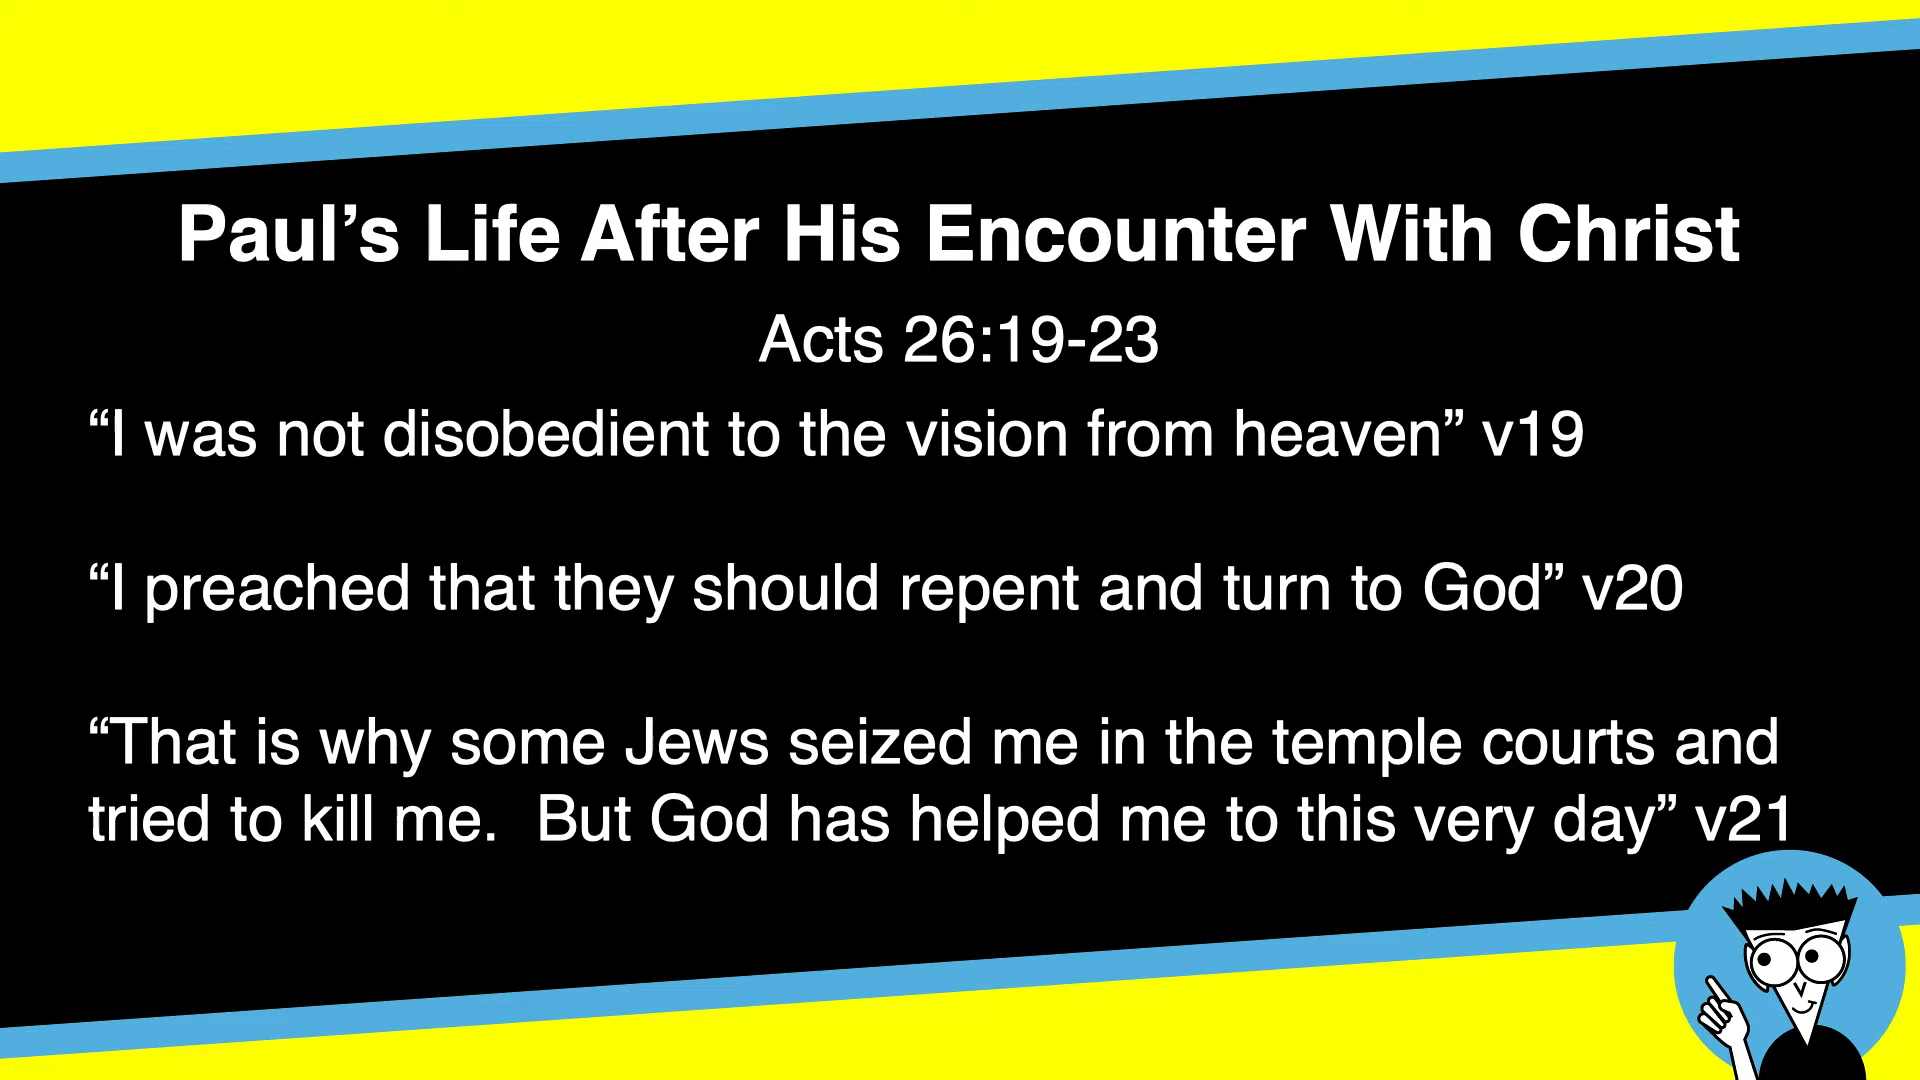 Paul’s Life After His Encounter With Christ
Acts 26:19-23
“I was not disobedient to the vision from heaven” v19
“I preached that they should repent and turn to God” v20
“That is why some Jews seized me in the temple courts and
tried to kill me.  But God has helped me to this very day” v21